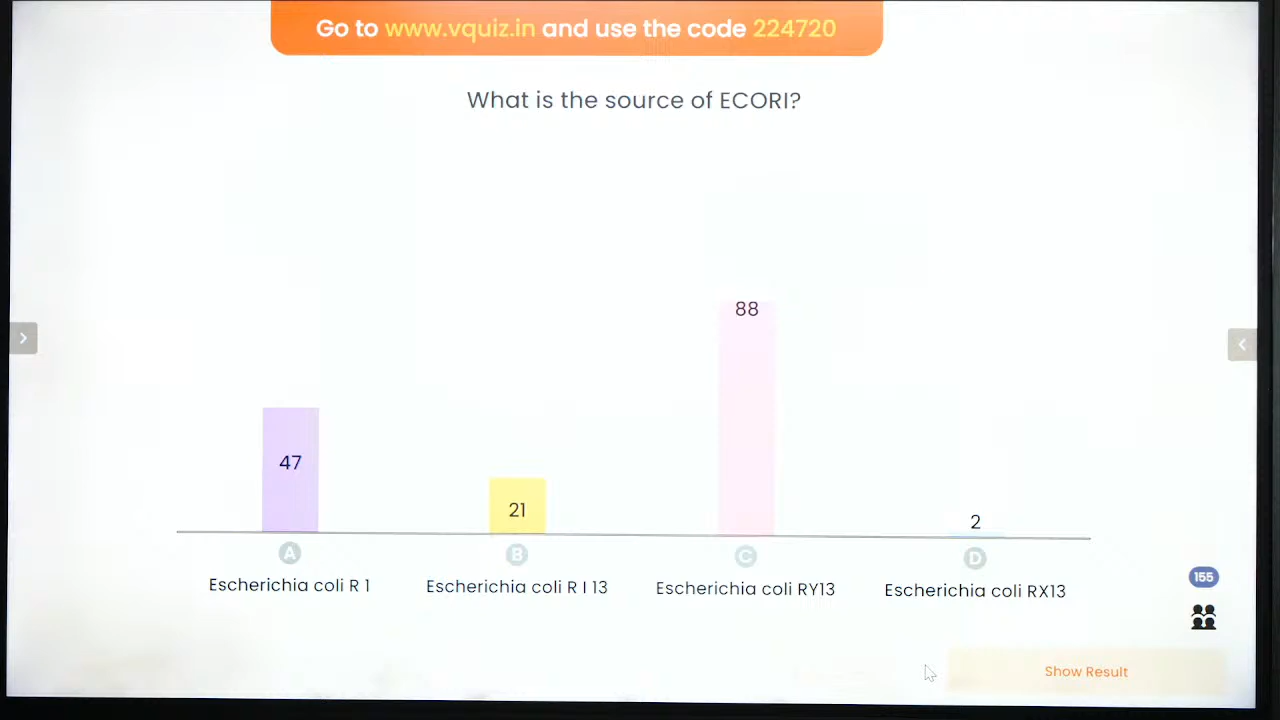 Go to www.vquiz.in and use the code 224720
What is the source of ECORI?
88
47
21
2
A
B
C
D
Escherichia coli R 1
Escherichia coli R I 13
Escherichia coli RY13
Escherichia coli RX13
155
Show Result